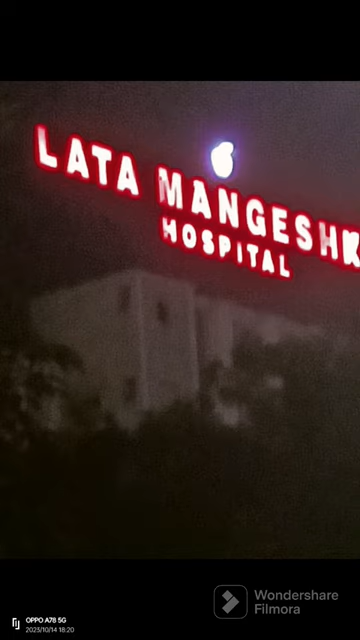 LATA MANGESHK
HOSPITAL
OPPO A78 5G
2023/10/14 18:20
Wondershare
Filmora